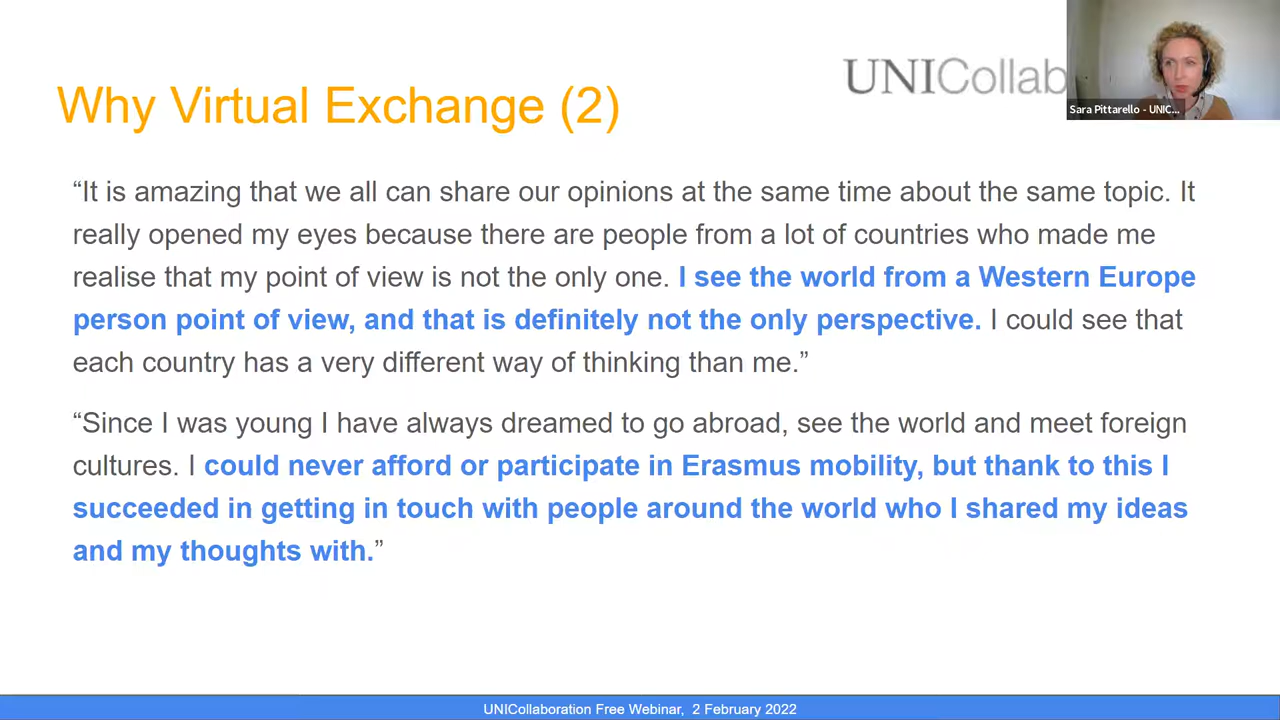 UNICollab
Sara Pittarello - UNIC...
Why Virtual Exchange (2)
“It is amazing that we all can share our opinions at the same time about the same topic. It
really opened my eyes because there are people from a lot of countries who made me
realise that my point of view is not the only one. I see the world from a Western Europe
person point of view, and that is definitely not the only perspective. I could see that
each country has a very different way of thinking than me.”
“Since I was young I have always dreamed to go abroad, see the world and meet foreign
cultures. I could never afford or participate in Erasmus mobility, but thank to this I
succeeded in getting in touch with people around the world who I shared my ideas
and my thoughts with.”
UNICollaboration Free Webinar, 2 February 2022